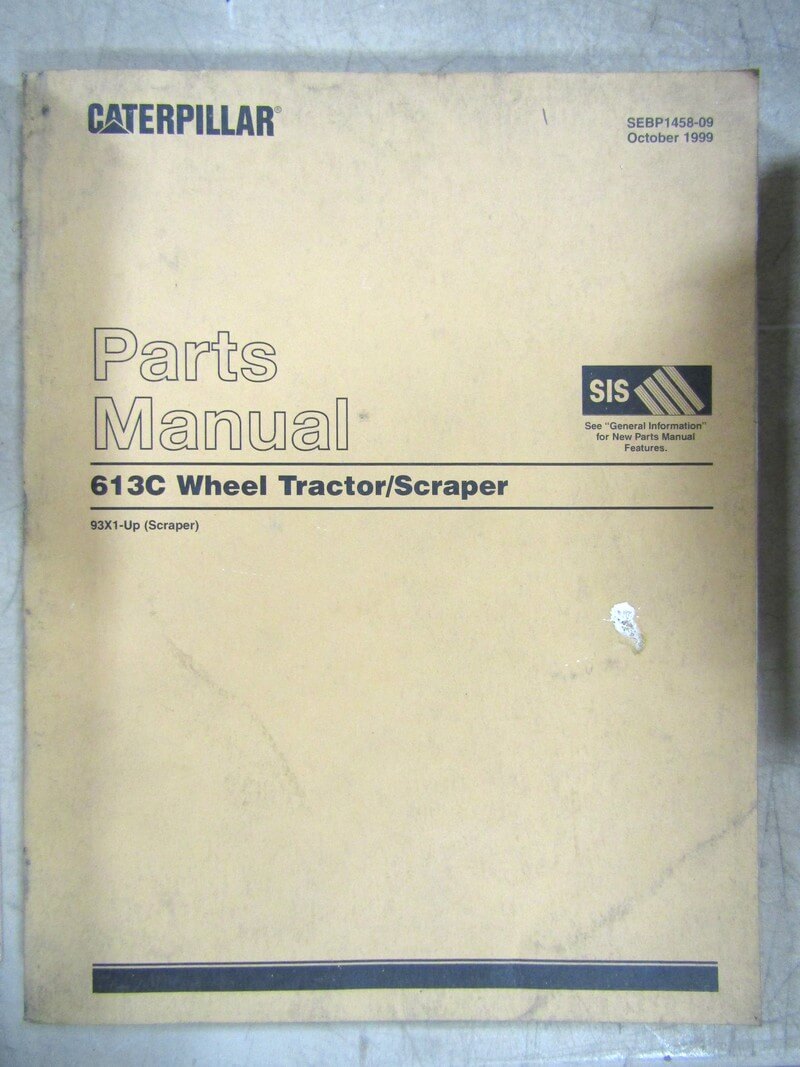 CATERPILLAR®
SEBP1458-09
October 1999
Parts
Manual
SIS
See "General Information"
for New Parts Manual
Features.
613C Wheel Tractor/Scraper
93X1-Up (Scraper)